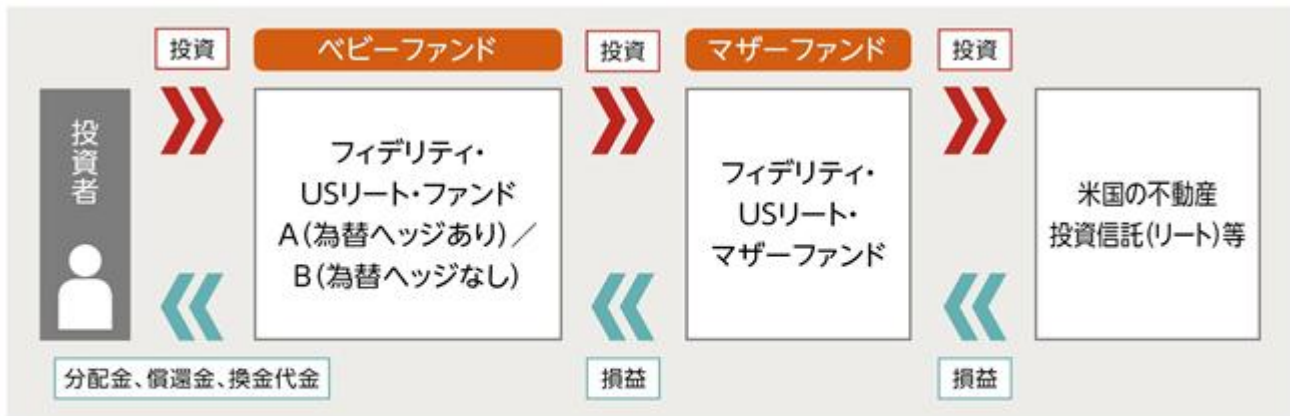 投資
ベビーファンド
投資
マザーファンド
投資
投資者
フィデリティ・
USリート・ファンド
A(為替ヘッジあり)/
B(為替ヘッジなし)
フィデリティ・
USリート・
マザーファンド
米国の不動産
投資信託(リート)等
分配金、償還金、換金代金
損益
損益